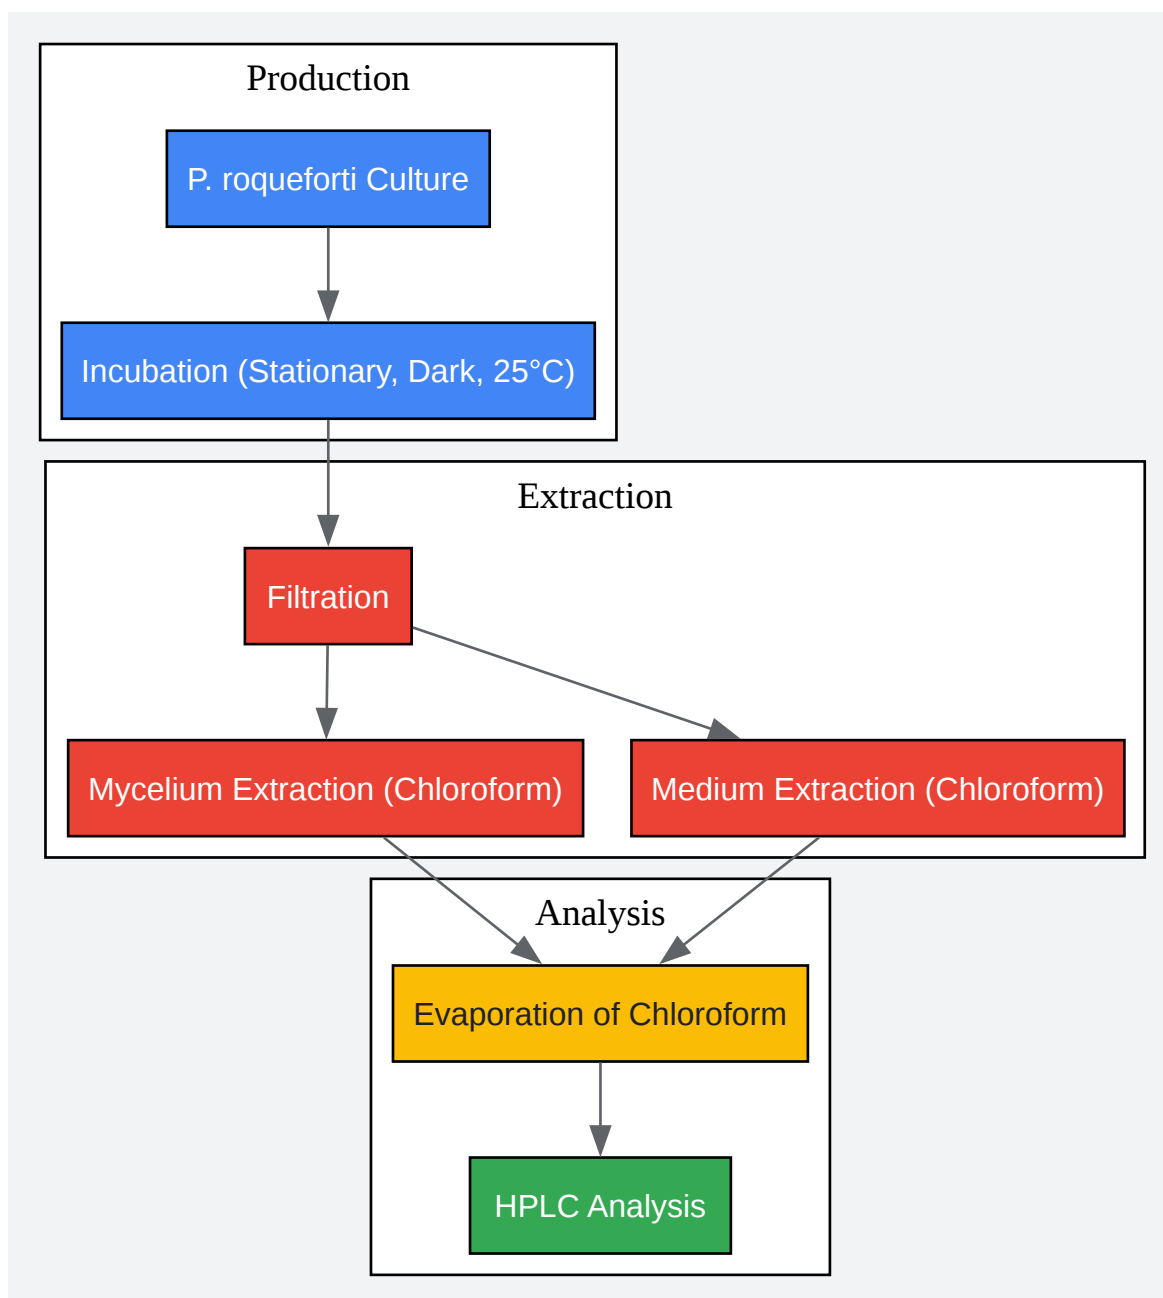 Production
P. roqueforti Culture
Incubation (Stationary, Dark, 25°C)
Extraction
Filtration
Mycelium Extraction (Chloroform)
Medium Extraction (Chloroform)
Analysis
Evaporation of Chloroform
HPLC Analysis